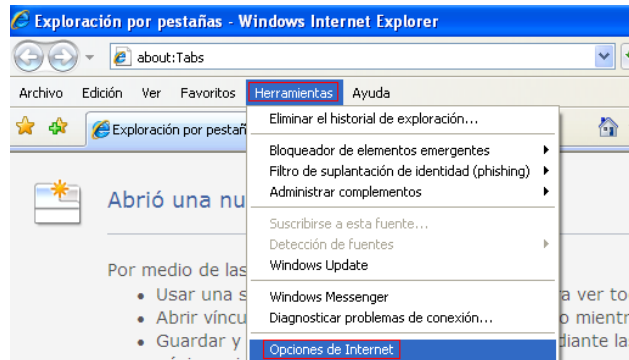 Exploración por pestañas - Windows Internet Explorer
about:Tabs
Archivo Edición Ver Favoritos Herramientas Ayuda
Exploración por pestañ
Eliminar el historial de exploración...
Bloqueador de elementos emergentes
Filtro de suplantación de identidad (phishing)
Administrar complementos
Suscribirse a esta fuente...
Detección de fuentes
Windows Update
Windows Messenger
Diagnosticar problemas de conexión...
Opciones de Internet
Abrió una nu
Por medio de las
Usar una s a ver to
Abrir víncu o mientr
Guardar y diante la